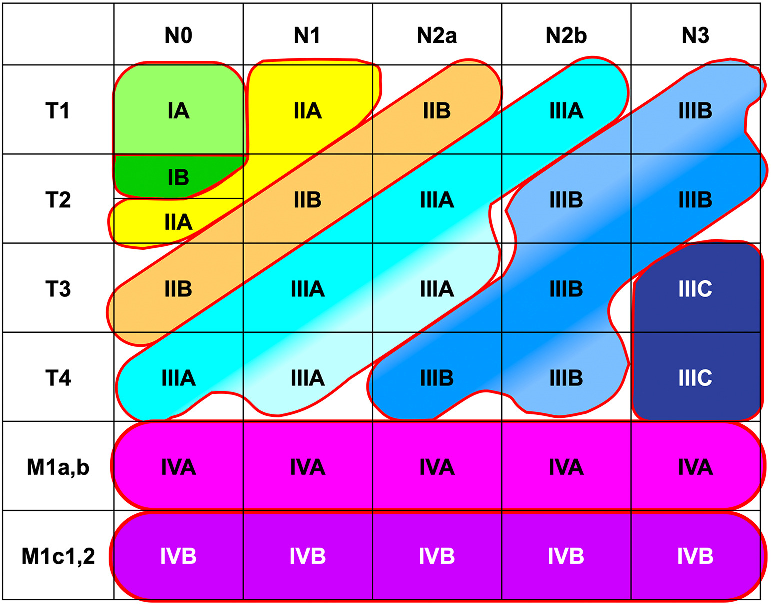 N0 N1 N2a N2b N3
T1 IA IIA IIB IIIA IIIB
IB
T2 IIB IIIA IIIB IIIB
IIA
T3 IIB IIIA IIIA IIIB IIIC
T4 IIIA IIIA IIIB IIIB IIIC
M1a,b IVA IVA IVA IVA IVA
M1c1,2 IVB IVB IVB IVB IVB